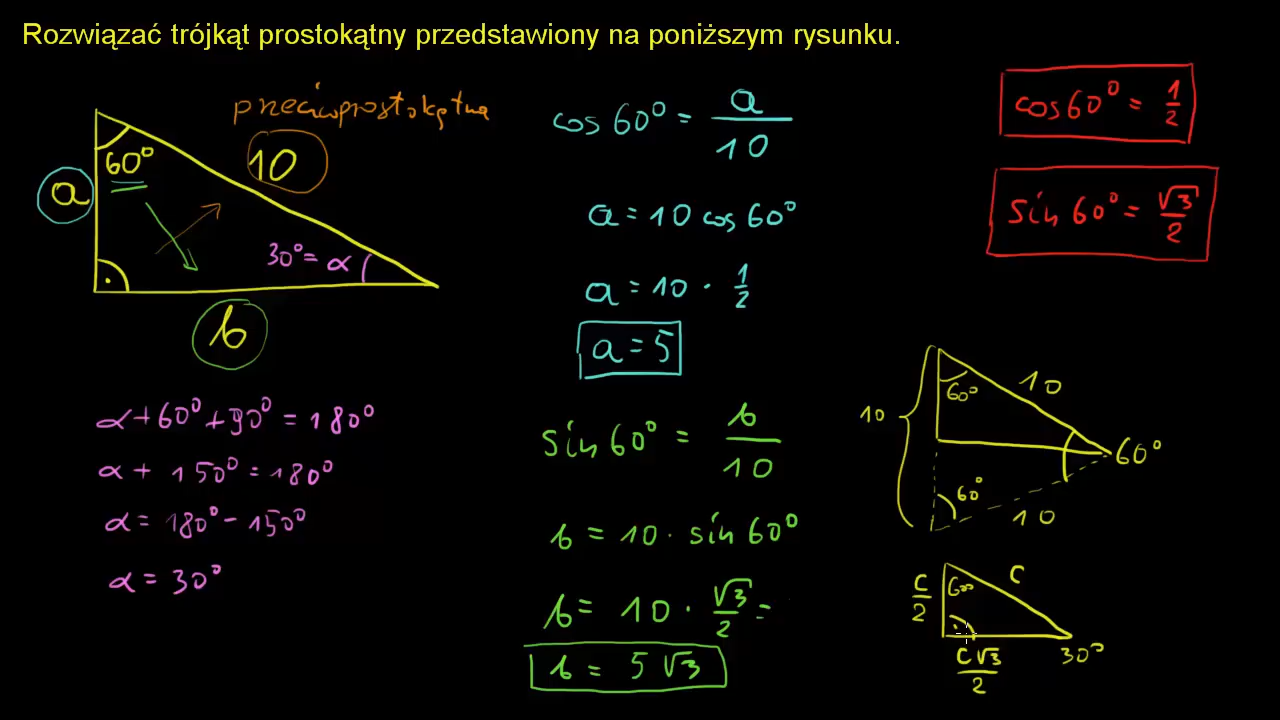 Rozwiązać trójkąt prostokątny przedstawiony na poniższym rysunku.
przeciwprostokątna
60°
10
a
30° = α
b
α + 60° + 90° = 180°
α + 150° = 180°
α = 180° - 150°
α = 30°
cos 60° = a/10
a = 10 cos 60°
a = 10 · 1/2
a = 5
sin 60° = b/10
b = 10 · sin 60°
b = 10 · √3/2 =
b = 5 √3
cos 60° = 1/2
sin 60° = √3/2
10
60°
10
60°
60°
10
c/2
60°
c
c√3/2
30°